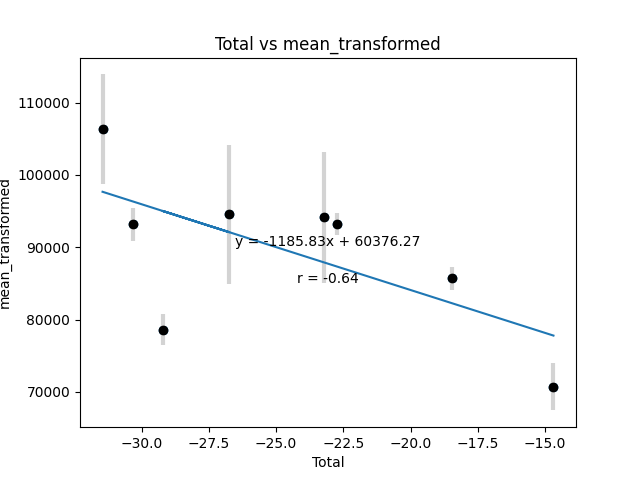 Total vs mean_transformed
mean_transformed
110000
100000
90000
80000
70000
y = -1185.83x + 60376.27
r = -0.64
−30.0
−27.5
−25.0
−22.5
−20.0
−17.5
−15.0
Total